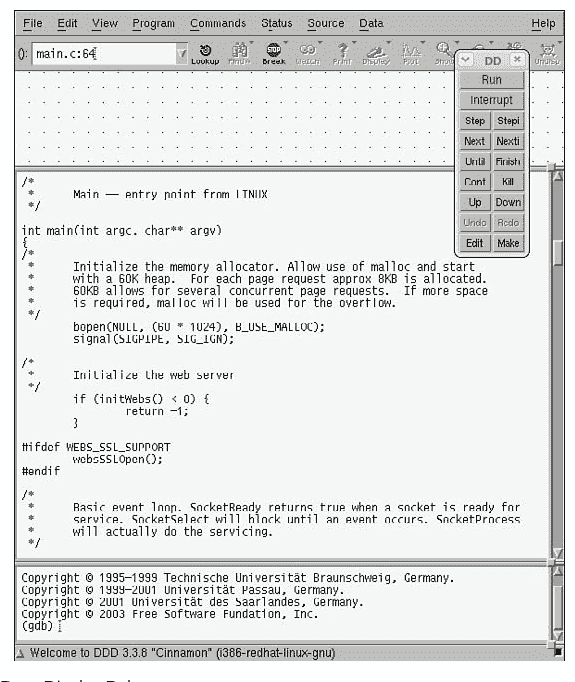 File Edit View Program Commands Status Source Data Help
(): main.c:64
Lookup Break Print Display Plot
DD
Run
Interrupt
Step Stepi
Next Nexti
Until Finish
Cont Kill
Up Down
Undo Redo
Edit Make
/*
* Main — entry point from LINUX
*/
int main(int argc. char** argv)
{
/*
* Initialize the memory allocator. Allow use of malloc and start
* with a 60K heap. For each page request approx 8KB is allocated.
* 60KB allows for several concurrent page requests. If more space
* is required, malloc will be used for the overflow.
*/
bopen(NULL, (60 * 1024), B_USE_MALLOC);
signal(SIGPIPE, SIG_IGN);
/*
* Initialize the web server
*/
if (initWebs() < 0) {
return -1;
}
#ifdef WEBS_SSL_SUPPORT
websSSLOpen();
#endif
/*
* Basic event loop. SocketReady returns true when a socket is ready for
* service. SocketSelect will block until an event occurs. SocketProcess
* will actually do the servicing.
*/
Copyright © 1995-1999 Technische Universität Braunschweig, Germany.
Copyright © 1999-2001 Universität Passau, Germany.
Copyright © 2001 Universität des Saarlandes, Germany.
Copyright © 2003 Free Software Fundation, Inc.
(gdb)
Welcome to DDD 3.3.8 "Cinnamon" (i386-redhat-linux-gnu)